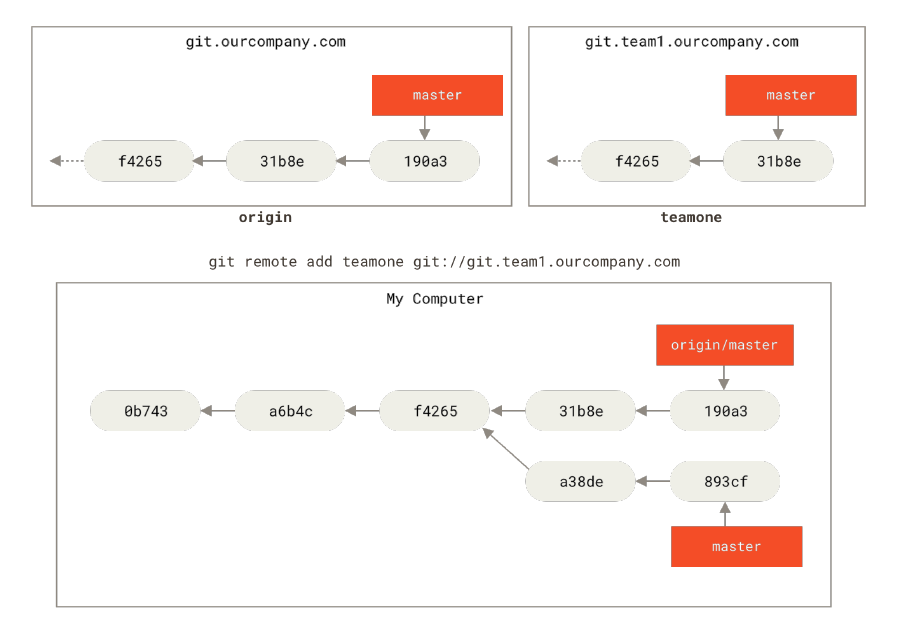 git.ourcompany.com
master
f4265
31b8e
190a3
origin
git.team1.ourcompany.com
master
f4265
31b8e
teamone
git remote add teamone git://git.team1.ourcompany.com
My Computer
origin/master
0b743
a6b4c
f4265
31b8e
190a3
a38de
893cf
master